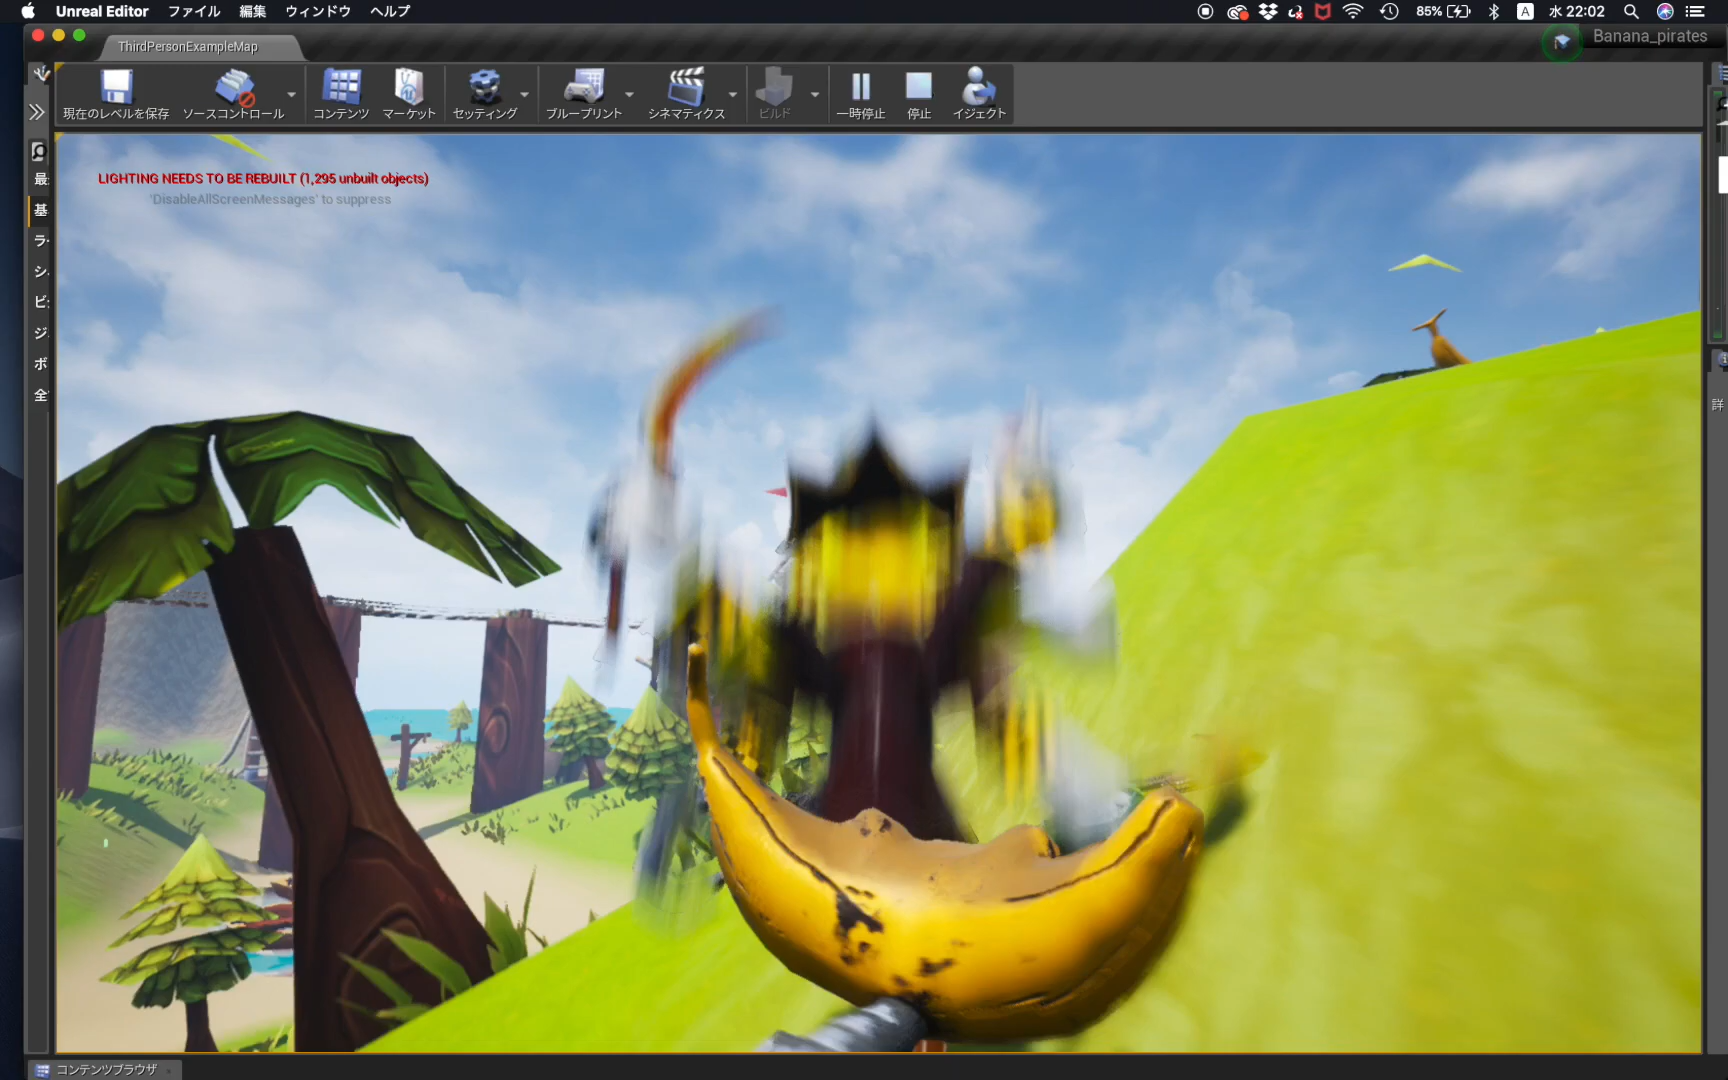 Unreal Editor ファイル 編集 ウィンドウ ヘルプ 85% A 水 22:02
ThirdPersonExampleMap Banana_pirates
現在のレベルを保存 ソースコントロール コンテンツ マーケット セッティング ブループリント シネマティクス ビルド 一時停止 停止 イジェクト
LIGHTING NEEDS TO BE REBUILT (1,295 unbuilt objects)
'DisableAllScreenMessages' to suppress
最
基
ラ
シ
ビ
ジ
ボ
全
詳
コンテンツブラウザ